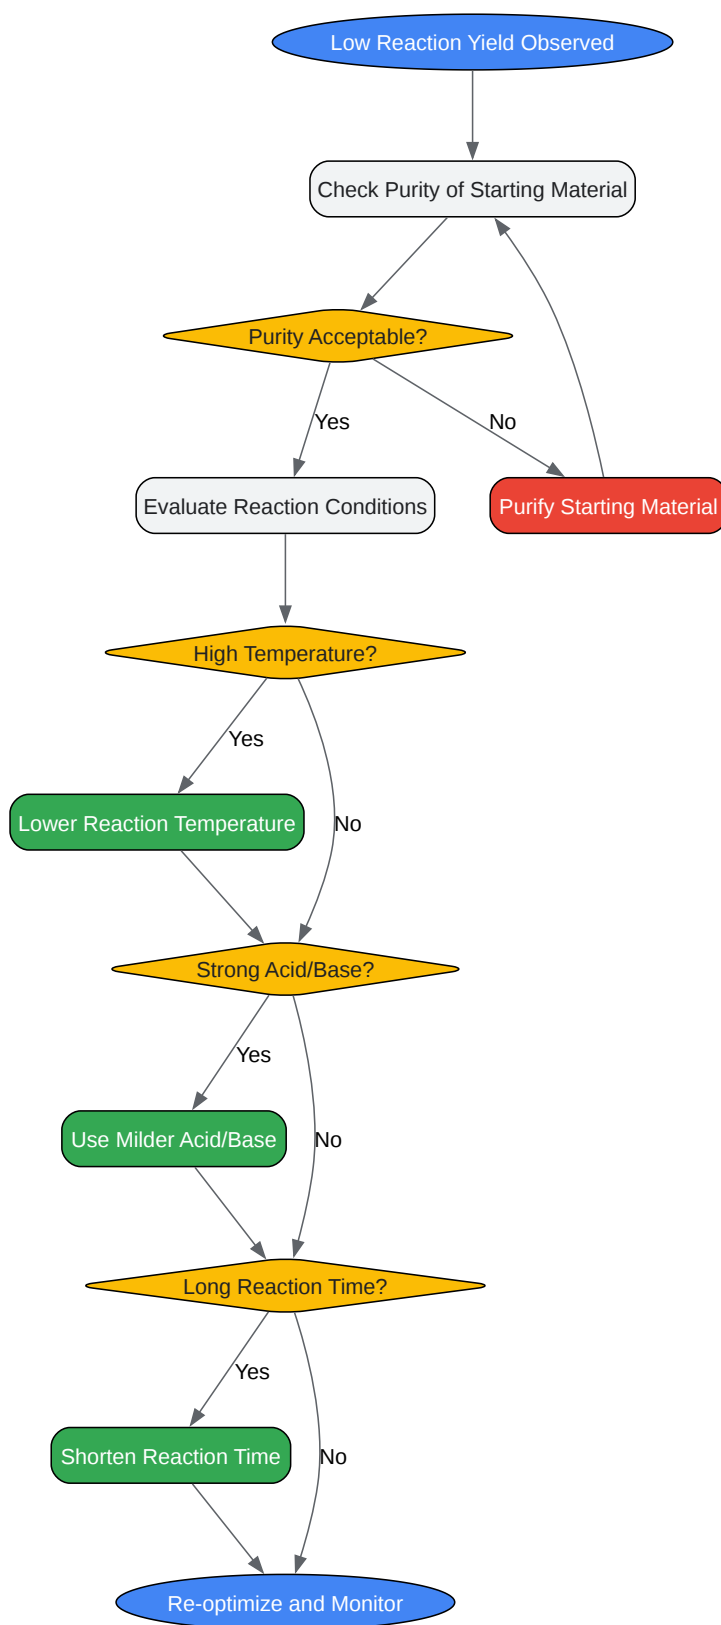 Low Reaction Yield Observed
Check Purity of Starting Material
Purity Acceptable?
Yes
No
Evaluate Reaction Conditions
Purify Starting Material
High Temperature?
Yes
Lower Reaction Temperature
No
Strong Acid/Base?
Yes
Use Milder Acid/Base
No
Long Reaction Time?
Yes
Shorten Reaction Time
No
Re-optimize and Monitor